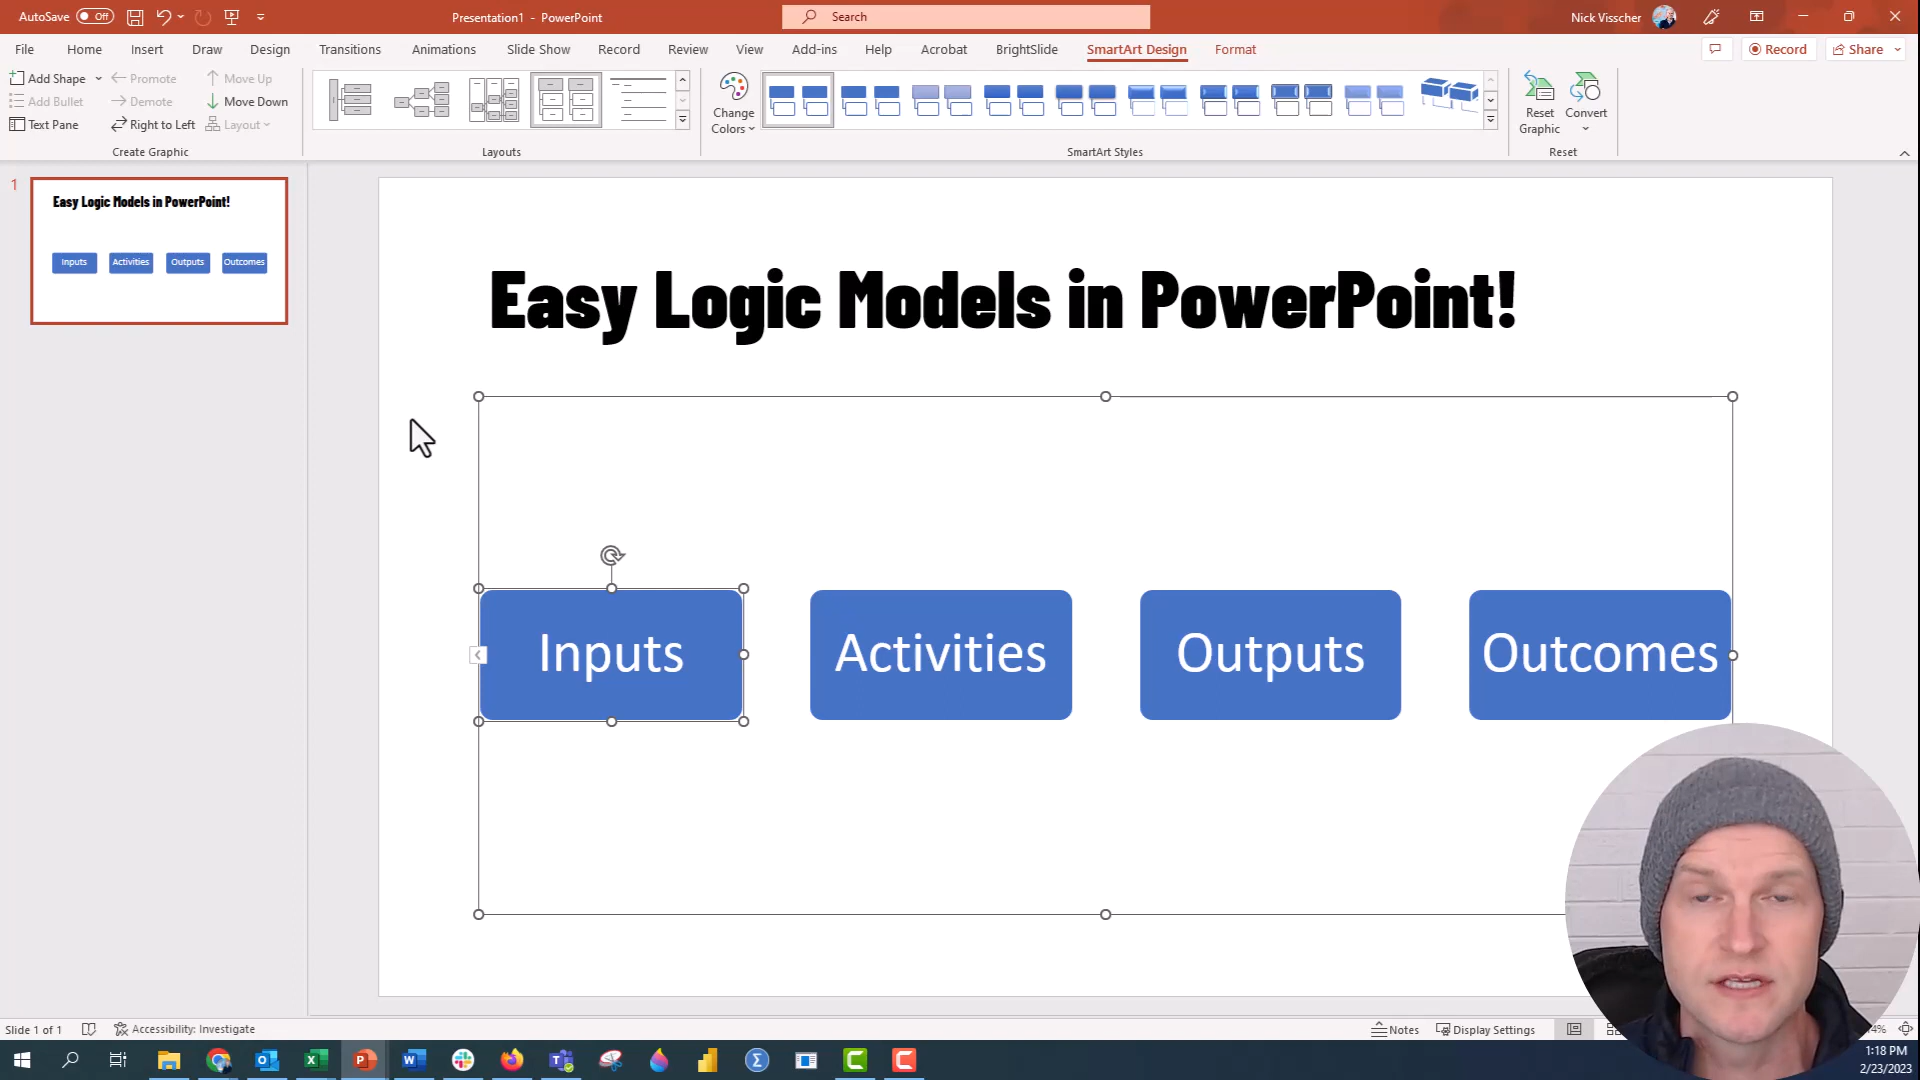 AutoSave Off Presentation1 - PowerPoint Search Nick Visscher
File Home Insert Draw Design Transitions Animations Slide Show Record Review View Add-ins Help Acrobat BrightSlide SmartArt Design Format Record Share
Add Shape Promote Move Up
Add Bullet Demote Move Down
Text Pane Right to Left Layout
Create Graphic
Layouts
Change
Colors
SmartArt Styles
Reset
Graphic
Convert
Reset
1
Easy Logic Models in PowerPoint!
Inputs Activities Outputs Outcomes
Easy Logic Models in PowerPoint!
Inputs Activities Outputs Outcomes
Slide 1 of 1 Accessibility: Investigate Notes Display Settings
1:18 PM
2/23/2023